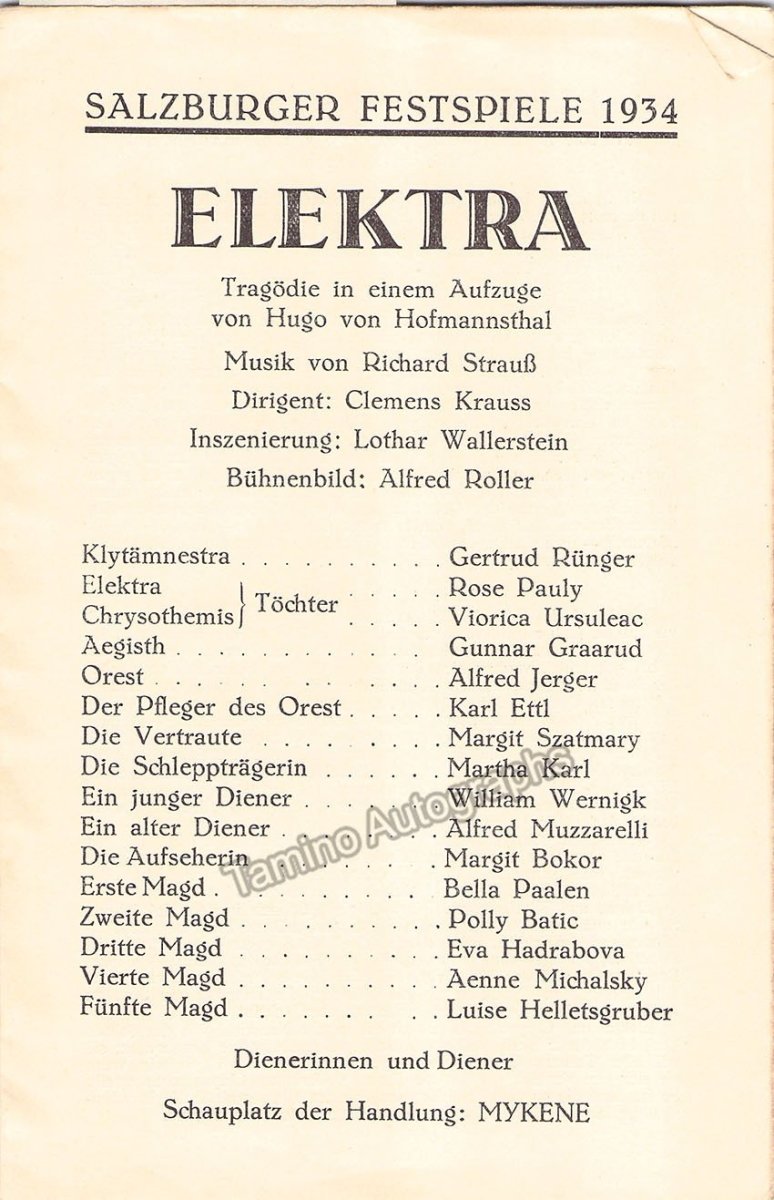 SALZBURGER FESTSPIELE 1934
ELEKTRA
Tragödie in einem Aufzuge
von Hugo von Hofmannsthal
Musik von Richard Strauß
Dirigent: Clemens Krauss
Inszenierung: Lothar Wallerstein
Bühnenbild: Alfred Roller
Klytämnestra . . . . . . . . . . Gertrud Rünger
Elektra } Töchter . . . . . Rose Pauly
Chrysothemis } . . . . . Viorica Ursuleac
Aegisth . . . . . . . . . . . . . Gunnar Graarud
Orest . . . . . . . . . . . . Alfred Jerger
Der Pfleger des Orest . . . . . Karl Ettl
Die Vertraute . . . . . . . . . Margit Szatmary
Die Schleppträgerin . . . . . . Martha Karl
Ein junger Diener . . . . . . . William Wernigk
Ein alter Diener . . . . . . . Alfred Muzzarelli
Die Aufseherin . . . . . . . Margit Bokor
Erste Magd . . . . . . . . . . Bella Paalen
Zweite Magd . . . . . . . . . . Polly Batic
Dritte Magd . . . . . . . . . . Eva Hadrabova
Vierte Magd . . . . . . . . . . Aenne Michalsky
Fünfte Magd . . . . . . . . . Luise Helletsgruber
Dienerinnen und Diener
Schauplatz der Handlung: MYKENE
Tamino Autographs